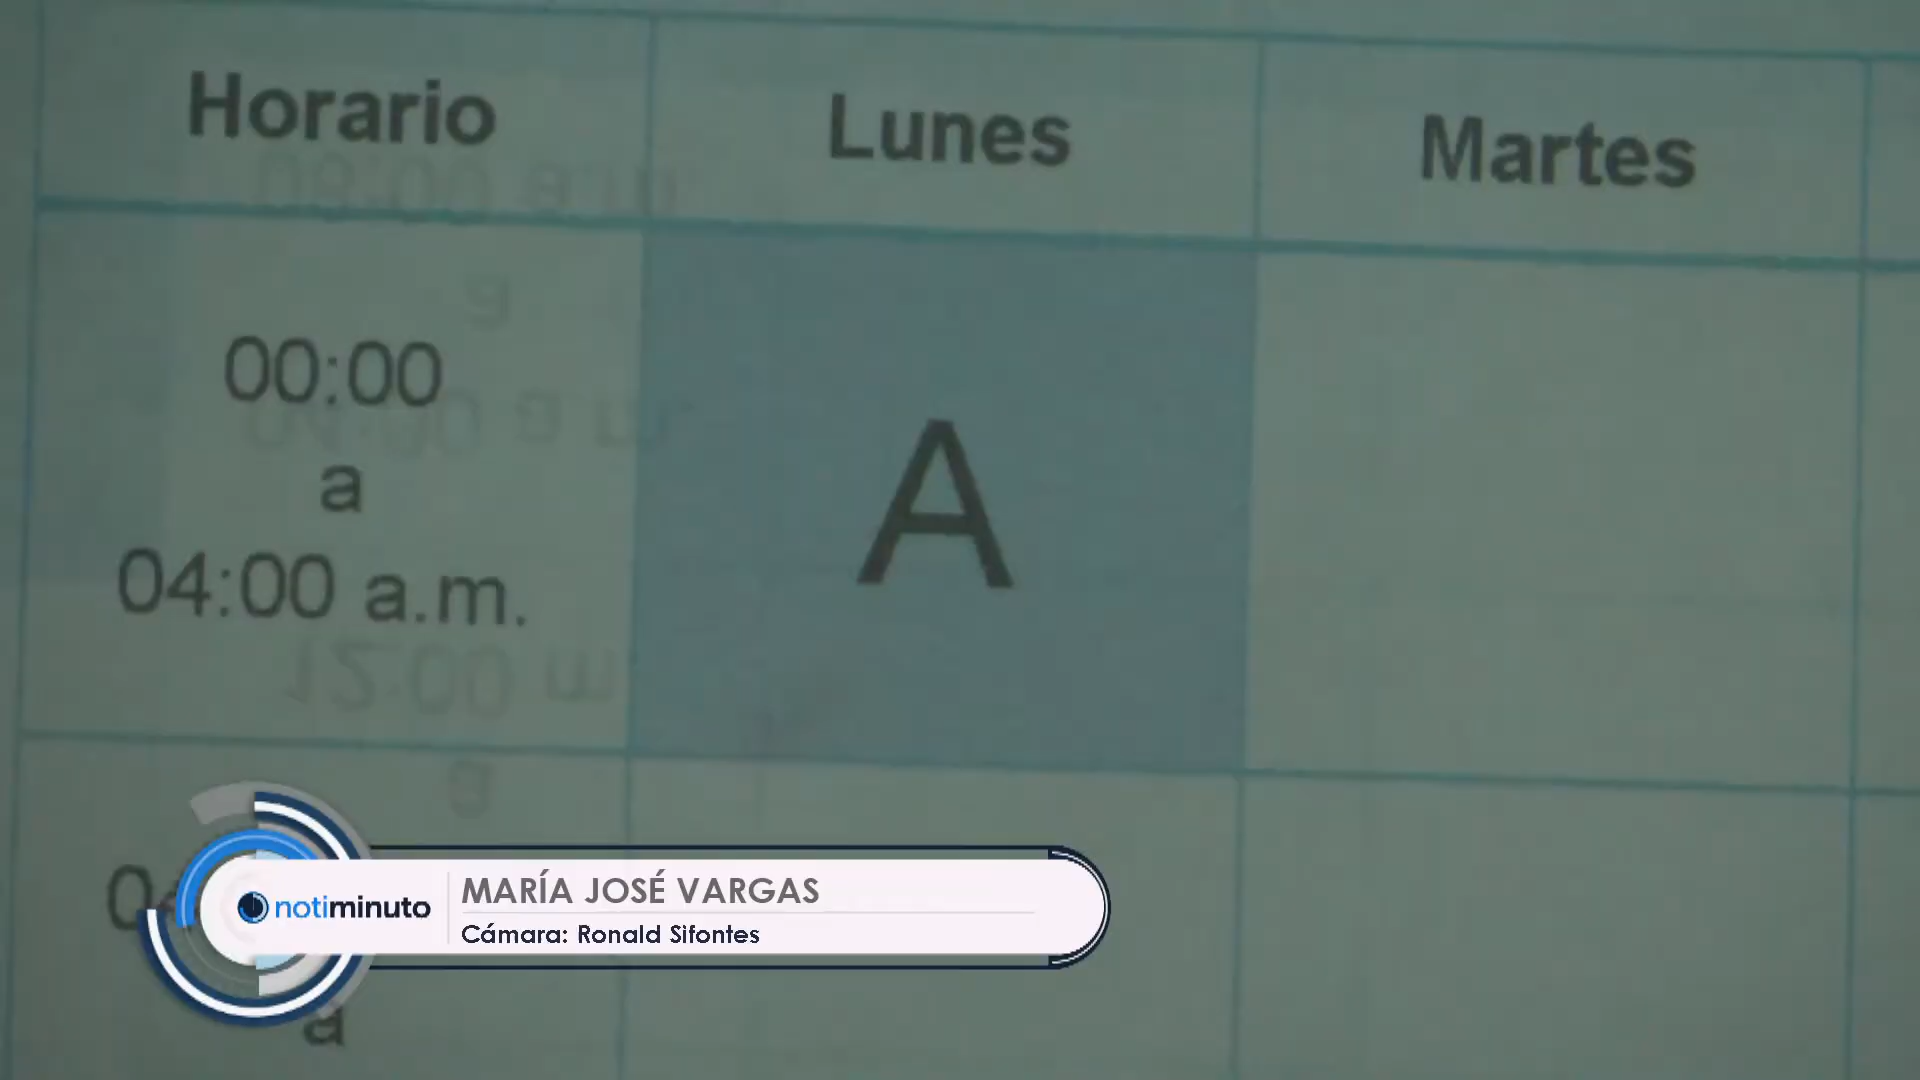 Horario Lunes Martes
00:00
a
04:00 a.m.
A
a
notiminuto
MARÍA JOSÉ VARGAS
Cámara: Ronald Sifontes